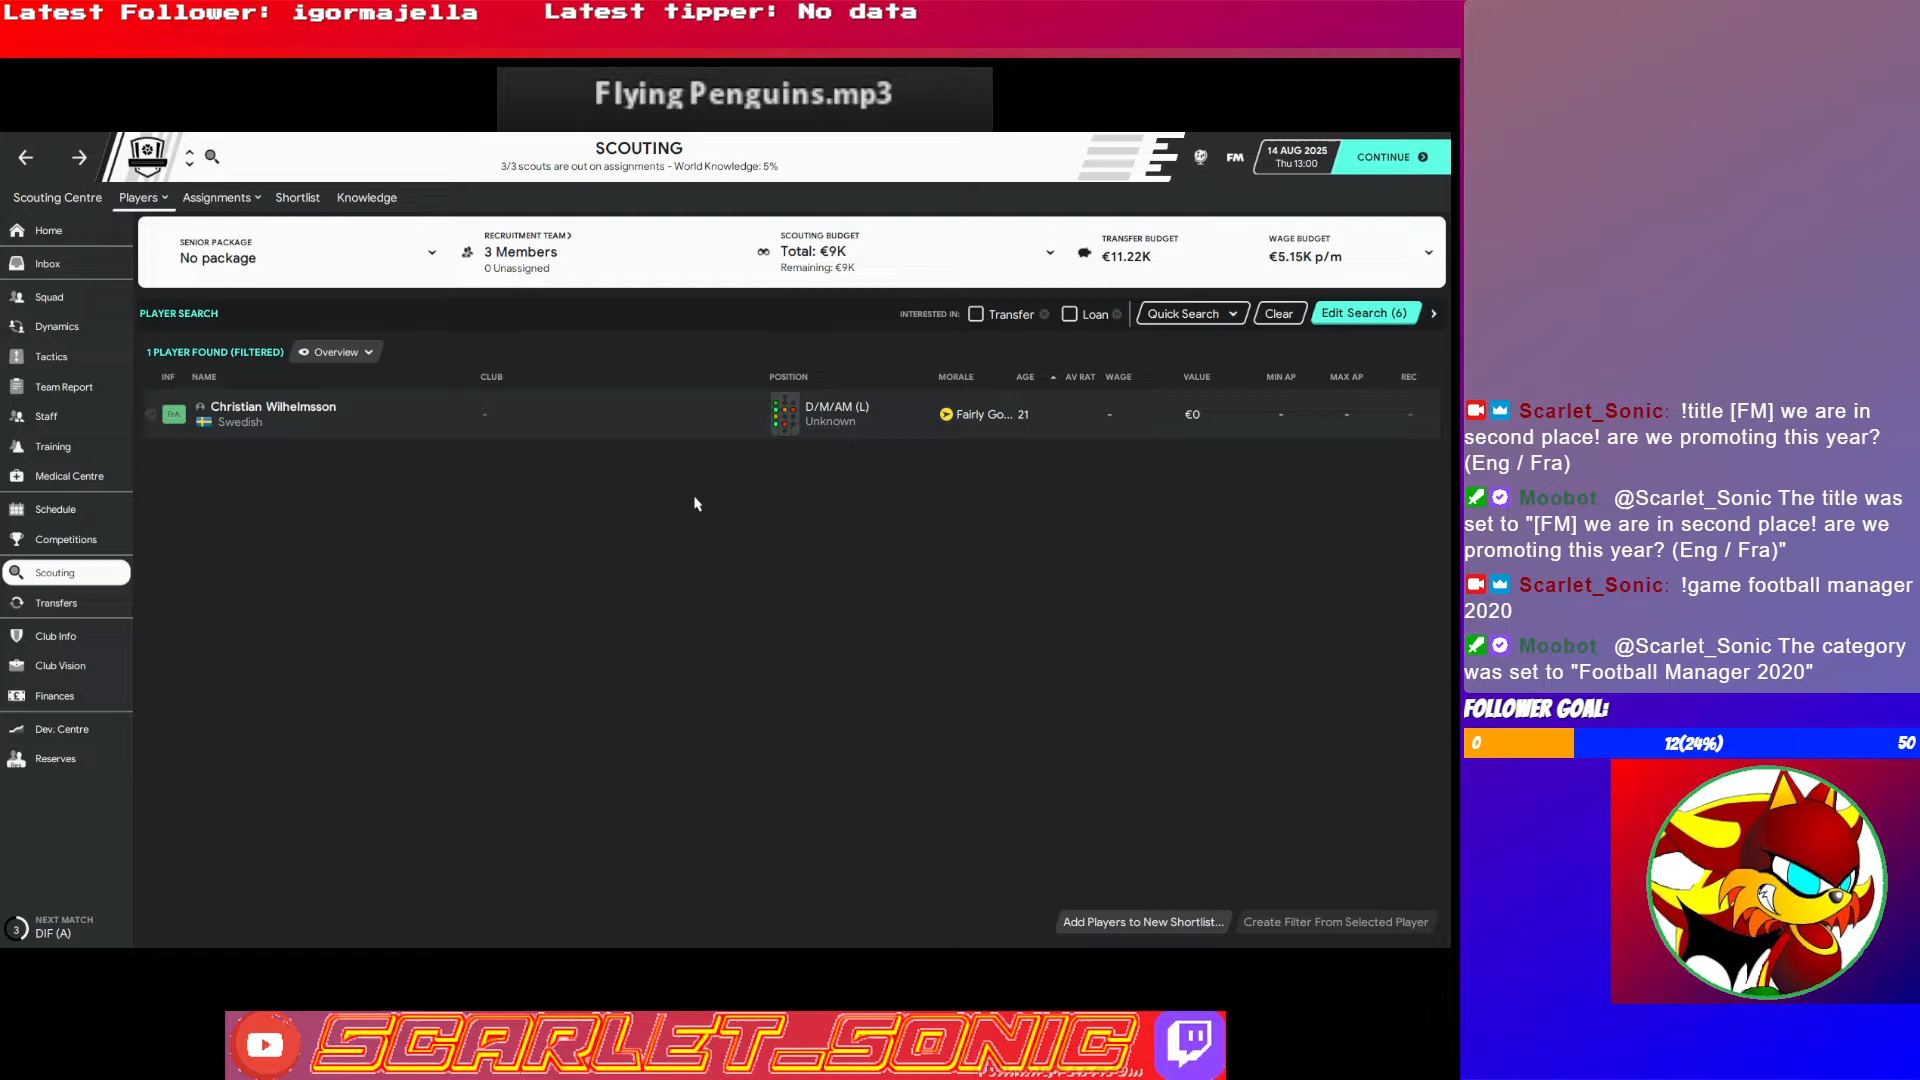 Latest Follower: igormajella
Latest tipper: No data
Flying Penguins.mp3
SCOUTING
3/3 scouts are out on assignments - World Knowledge: 5%
FM
14 AUG 2025
Thu 13:00
CONTINUE
Scouting Centre
Players
Assignments
Shortlist
Knowledge
Home
Inbox
Squad
Dynamics
Tactics
Team Report
Staff
Training
Medical Centre
Schedule
Competitions
Scouting
Transfers
Club Info
Club Vision
Finances
Dev. Centre
Reserves
3
NEXT MATCH
DIF (A)
SENIOR PACKAGE
No package
RECRUITMENT TEAM
3 Members
0 Unassigned
SCOUTING BUDGET
Total: €9K
Remaining: €9K
TRANSFER BUDGET
€11.22K
WAGE BUDGET
€5.15K p/m
PLAYER SEARCH
INTERESTED IN:
Transfer
Loan
Quick Search
Clear
Edit Search (6)
1 PLAYER FOUND (FILTERED)
Overview
INF NAME CLUB POSITION MORALE AGE AV RAT WAGE VALUE MIN AP MAX AP REC
FrA Christian Wilhelmsson - D/M/AM (L) Fairly Go... 21 - €0 - - -
Swedish Unknown
Add Players to New Shortlist...
Create Filter From Selected Player
Scarlet_Sonic: !title [FM] we are in
second place! are we promoting this year?
(Eng / Fra)
Moobot @Scarlet_Sonic The title was
set to "[FM] we are in second place! are we
promoting this year? (Eng / Fra)"
Scarlet_Sonic: !game football manager
2020
Moobot @Scarlet_Sonic The category
was set to "Football Manager 2020"
FOLLOWER GOAL:
0 12(24%) 50
SCARLET_SONIC